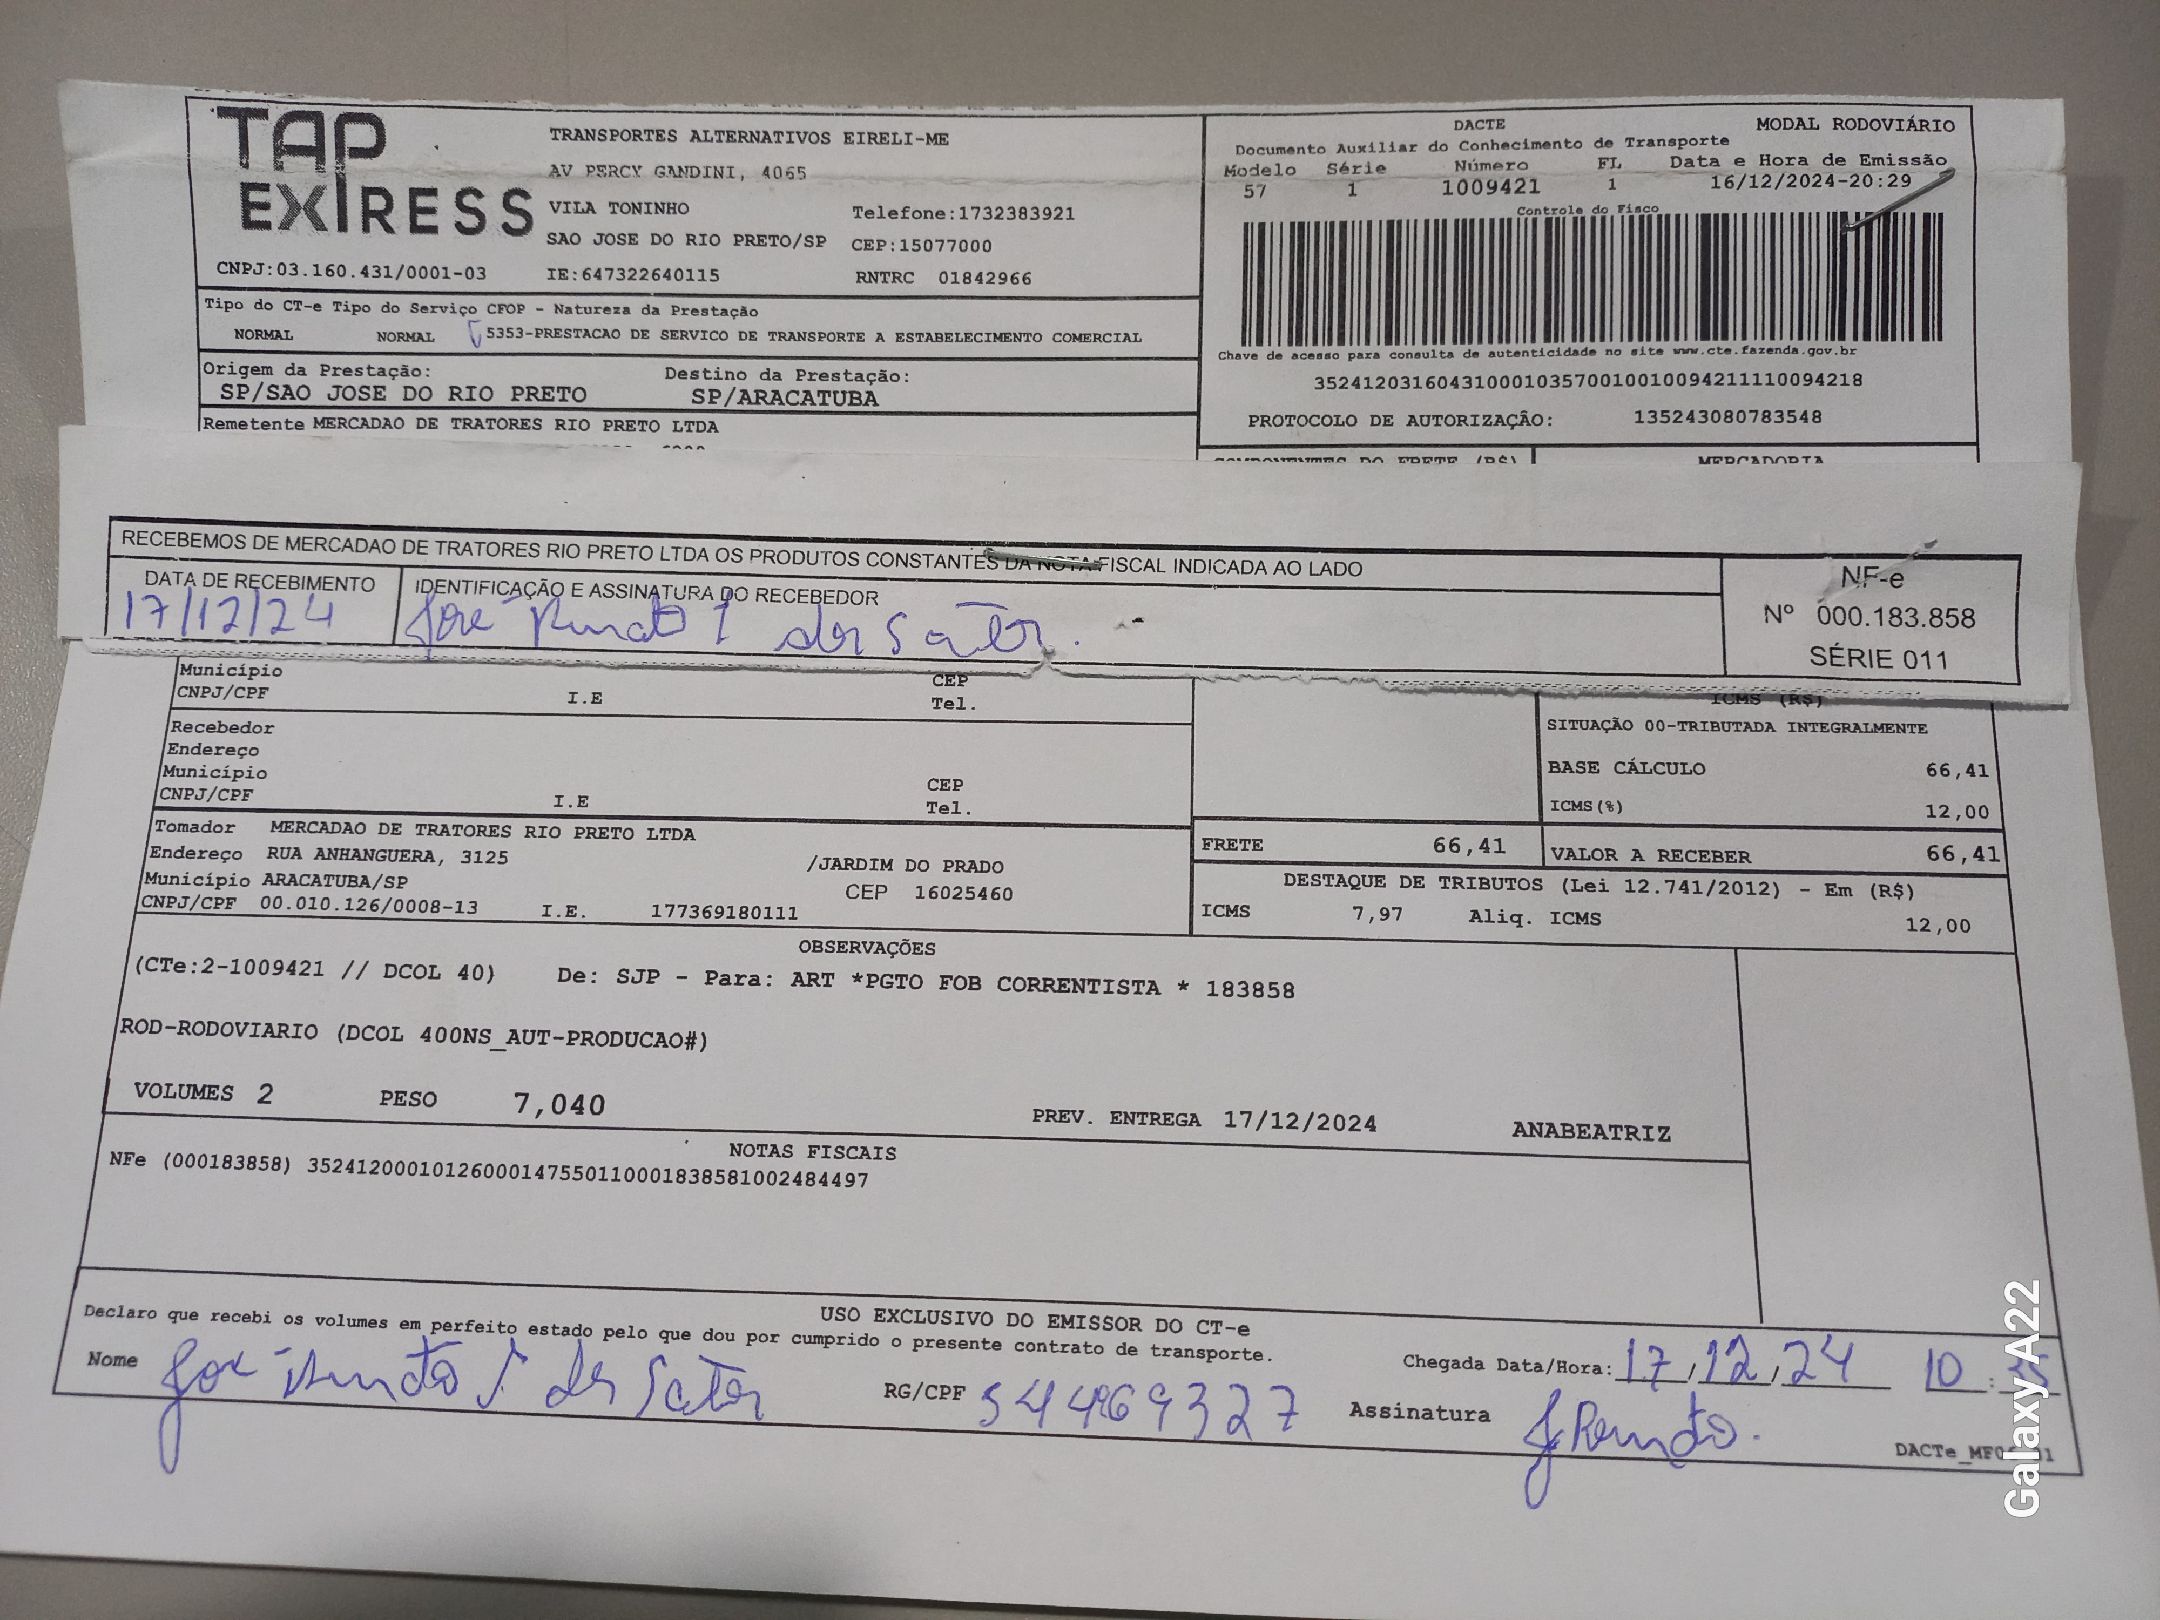 TAP EXPRESS
TRANSPORTES ALTERNATIVOS EIRELI-ME
AV PERCY GANDINI, 4065
VILA TONINHO Telefone:1732383921
SAO JOSE DO RIO PRETO/SP CEP:15077000
CNPJ:03.160.431/0001-03 IE:647322640115 RNTRC 01842966
DACTE MODAL RODOVIÁRIO
Documento Auxiliar do Conhecimento de Transporte
Modelo Série Número FL Data e Hora de Emissão
57 1 1009421 1 16/12/2024-20:29
Controle do Fisco
Chave de acesso para consulta de autenticidade no site www.cte.fazenda.gov.br
35241203160431000103570010010094211110094218
PROTOCOLO DE AUTORIZAÇÃO: 135243080783548
Tipo do CT-e Tipo do Serviço CFOP - Natureza da Prestação
NORMAL NORMAL 5353-PRESTACAO DE SERVICO DE TRANSPORTE A ESTABELECIMENTO COMERCIAL
Origem da Prestação: Destino da Prestação:
SP/SAO JOSE DO RIO PRETO SP/ARACATUBA
Remetente MERCADAO DE TRATORES RIO PRETO LTDA
COMPONENTES DO FRETE (R$) MERCADORIA
RECEBEMOS DE MERCADAO DE TRATORES RIO PRETO LTDA OS PRODUTOS CONSTANTES DA NOTA FISCAL INDICADA AO LADO
DATA DE RECEBIMENTO IDENTIFICAÇÃO E ASSINATURA DO RECEBEDOR
17/12/24 José Renato
NF-e
Nº 000.183.858
SÉRIE 011
Município CEP
CNPJ/CPF I.E Tel.
Recebedor
Endereço
Município CEP
CNPJ/CPF I.E Tel.
ICMS (R$)
SITUAÇÃO 00-TRIBUTADA INTEGRALMENTE
BASE CÁLCULO 66,41
ICMS(%) 12,00
Tomador MERCADAO DE TRATORES RIO PRETO LTDA
Endereço RUA ANHANGUERA, 3125 /JARDIM DO PRADO
Município ARACATUBA/SP CEP 16025460
CNPJ/CPF 00.010.126/0008-13 I.E. 177369180111
FRETE 66,41 VALOR A RECEBER 66,41
DESTAQUE DE TRIBUTOS (Lei 12.741/2012) - Em (R$)
ICMS 7,97 Aliq. ICMS 12,00
OBSERVAÇÕES
(CTe:2-1009421 // DCOL 40) De: SJP - Para: ART *PGTO FOB CORRENTISTA * 183858
ROD-RODOVIARIO (DCOL 400NS_AUT-PRODUCAO#)
VOLUMES 2 PESO 7,040 PREV. ENTREGA 17/12/2024 ANABEATRIZ
NOTAS FISCAIS
NFe (000183858) 35241200010126000147550110001838581002484497
USO EXCLUSIVO DO EMISSOR DO CT-e
Declaro que recebi os volumes em perfeito estado pelo que dou por cumprido o presente contrato de transporte.
Nome José Renato RG/CPF Chegada Data/Hora: 17/12/24 10:
Assinatura J Renato.
Galaxy A22